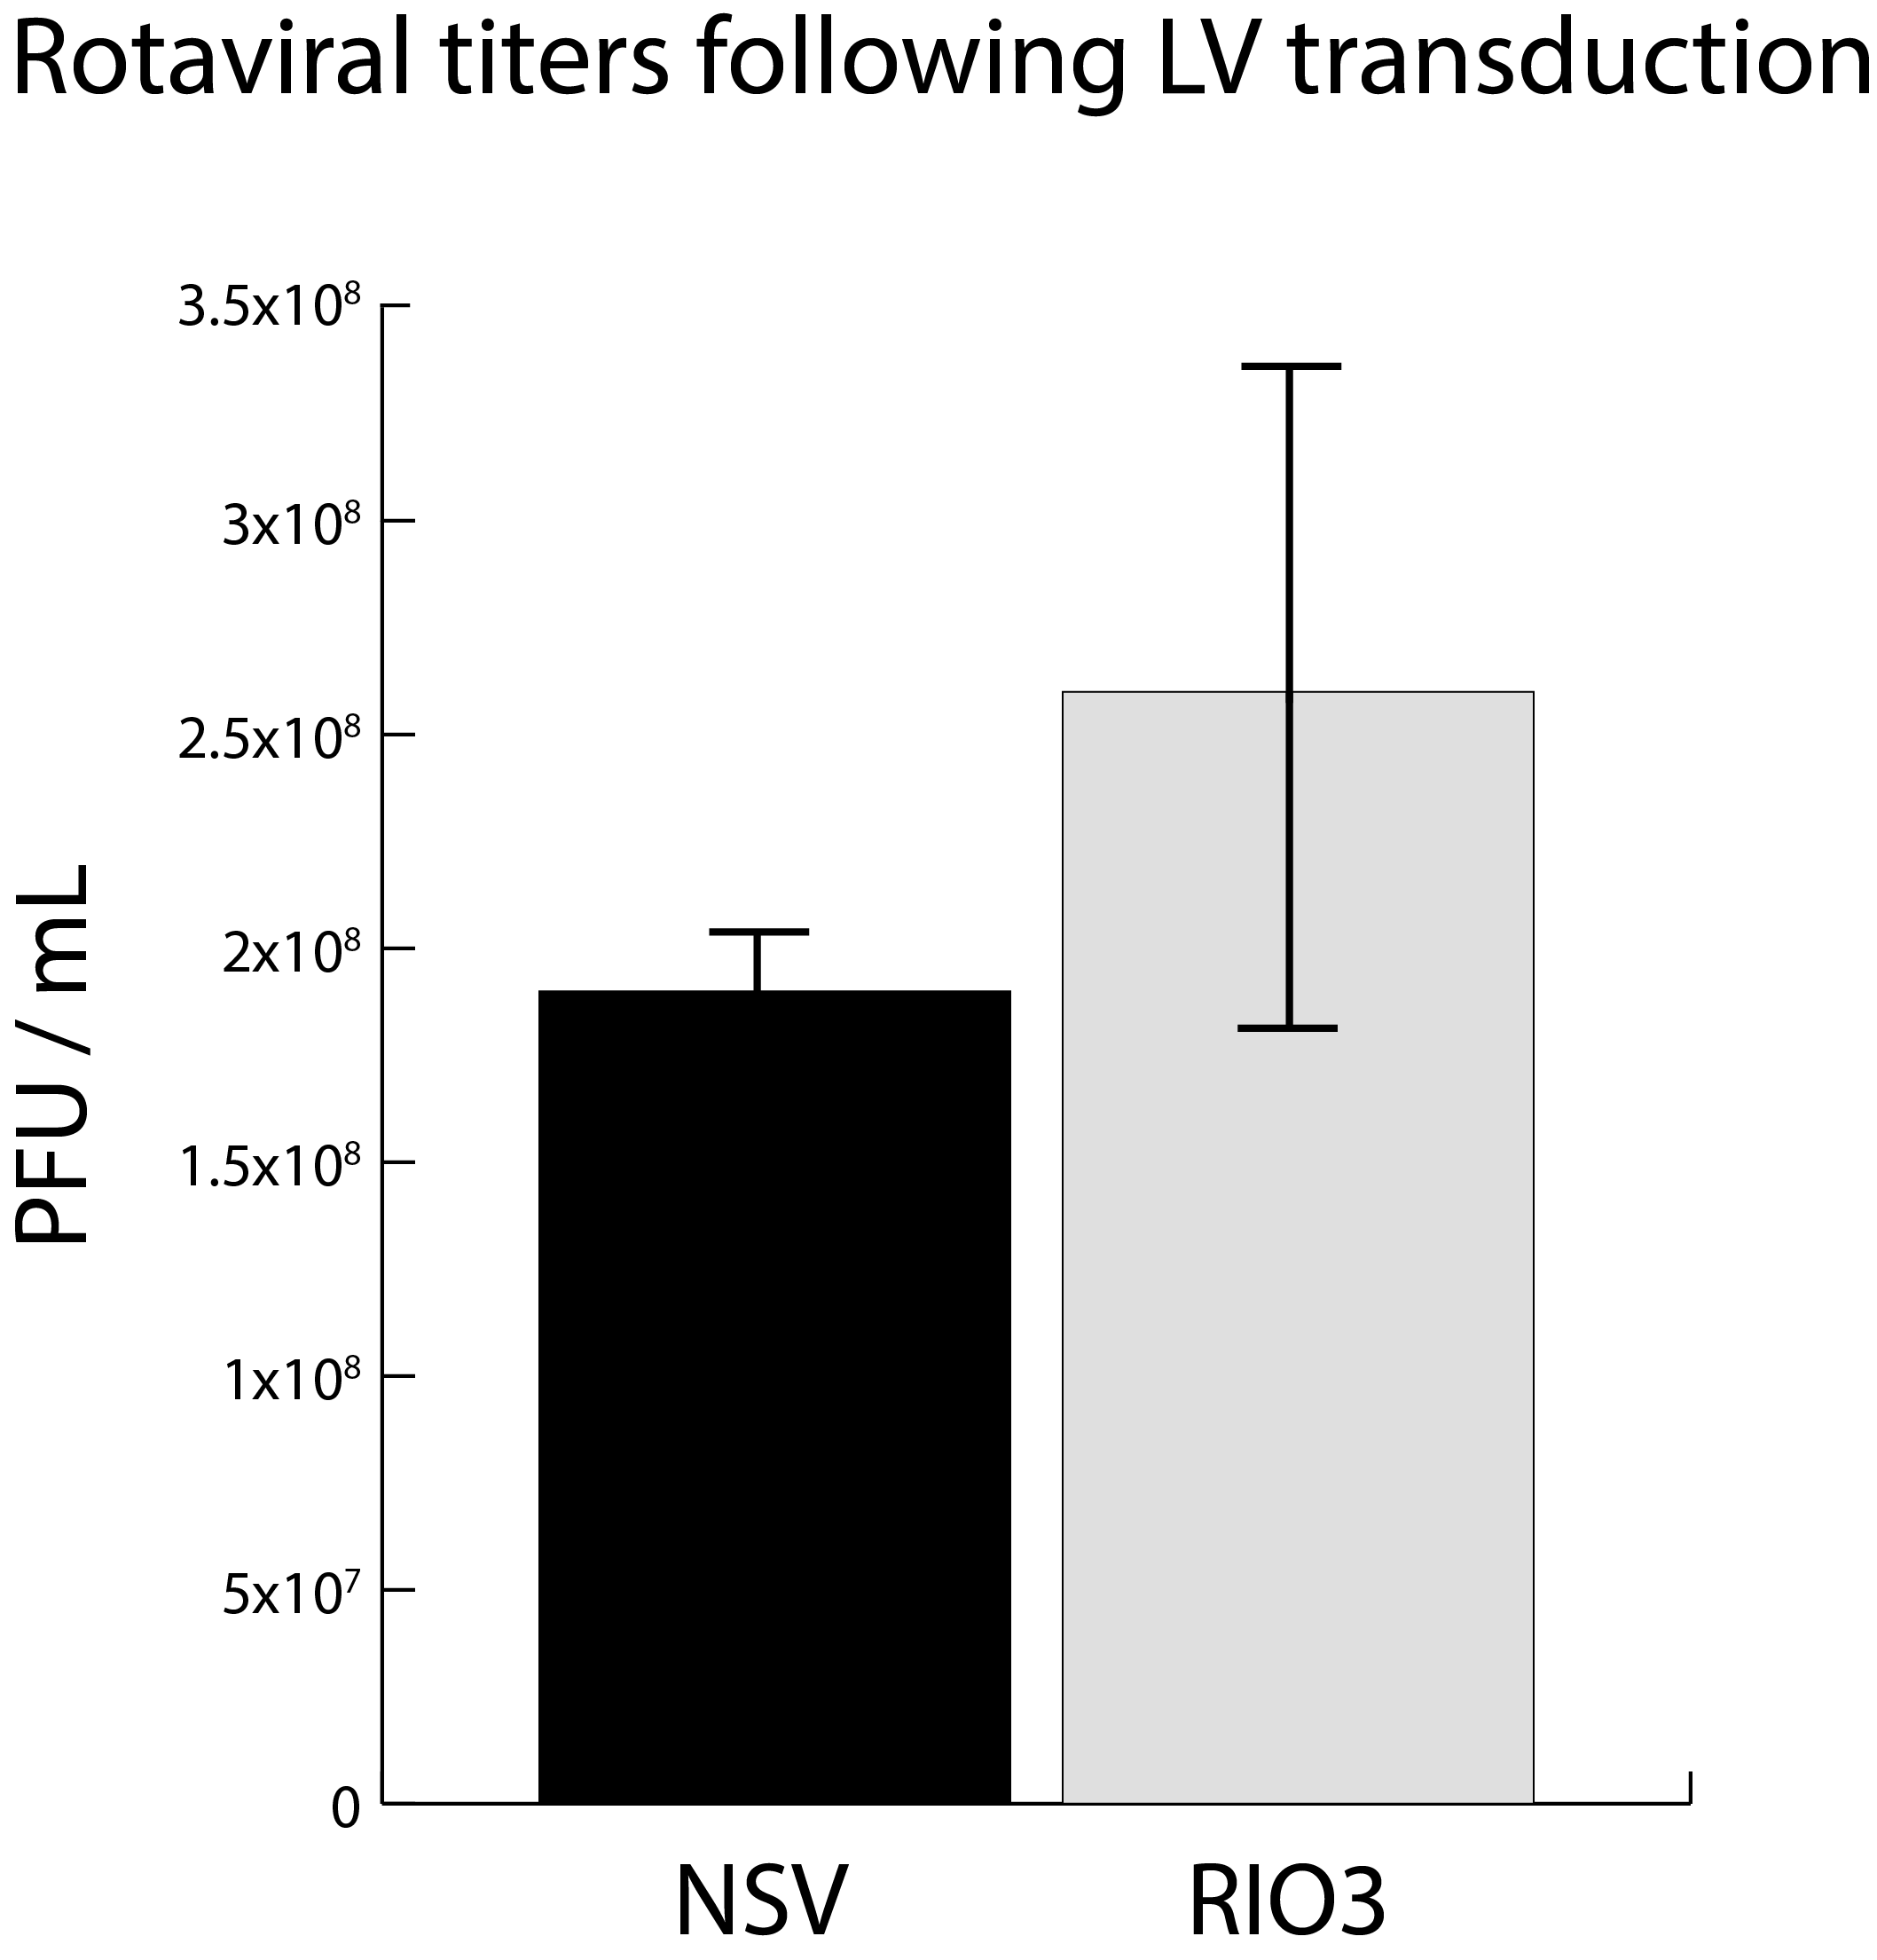 Rotaviral titers following LV transduction
PFU / mL
3.5x10⁸
3x10⁸
2.5x10⁸
2x10⁸
1.5x10⁸
1x10⁸
5x10⁷
0
NSV
RIO3